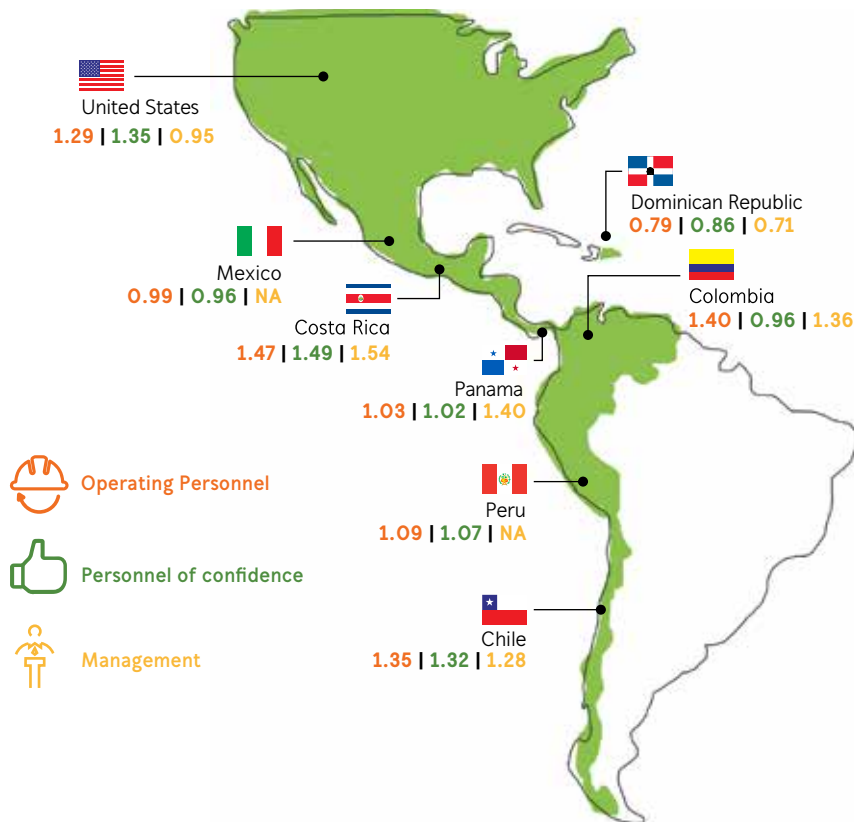 United States
1.29 | 1.35 | 0.95
Dominican Republic
0.79 | 0.86 | 0.71
Mexico
0.99 | 0.96 | NA
Colombia
1.40 | 0.96 | 1.36
Costa Rica
1.47 | 1.49 | 1.54
Panama
1.03 | 1.02 | 1.40
Operating Personnel
Peru
1.09 | 1.07 | NA
Personnel of confidence
Chile
1.35 | 1.32 | 1.28
Management